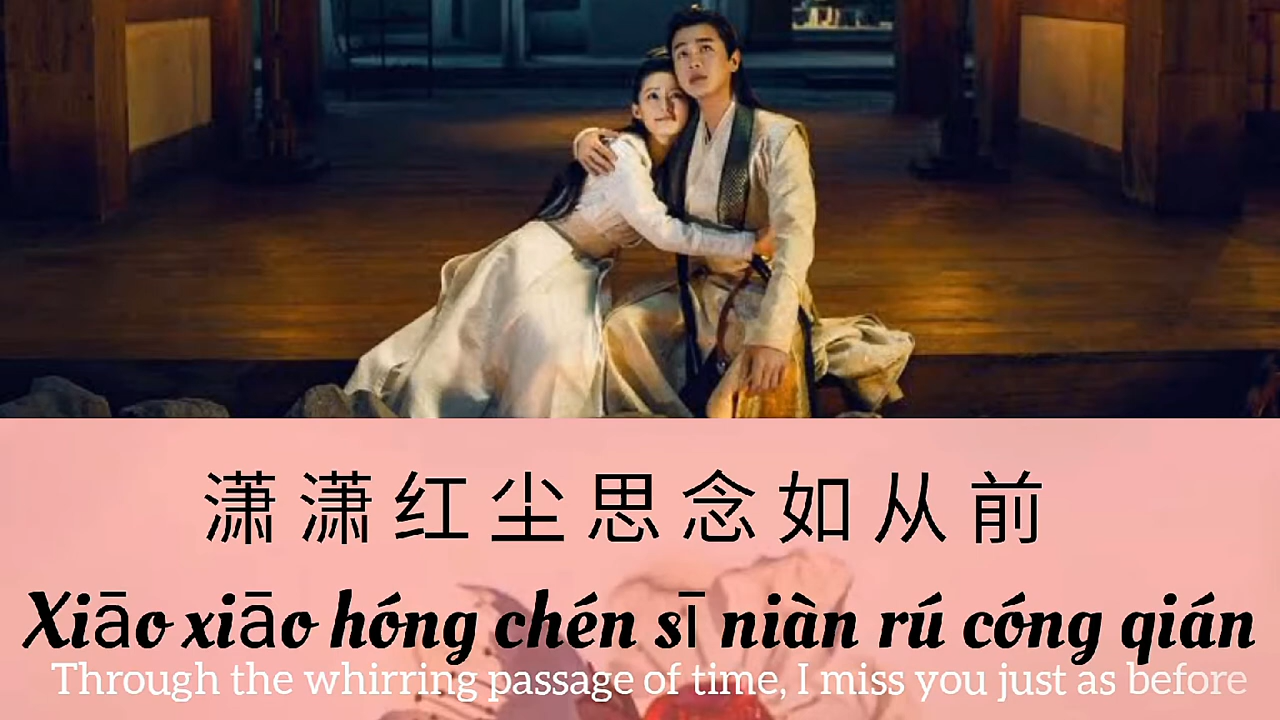 潇潇红尘思念如从前
Xiāo xiāo hóng chén sī niàn rú cóng qián
Through the whirring passage of time, I miss you just as before